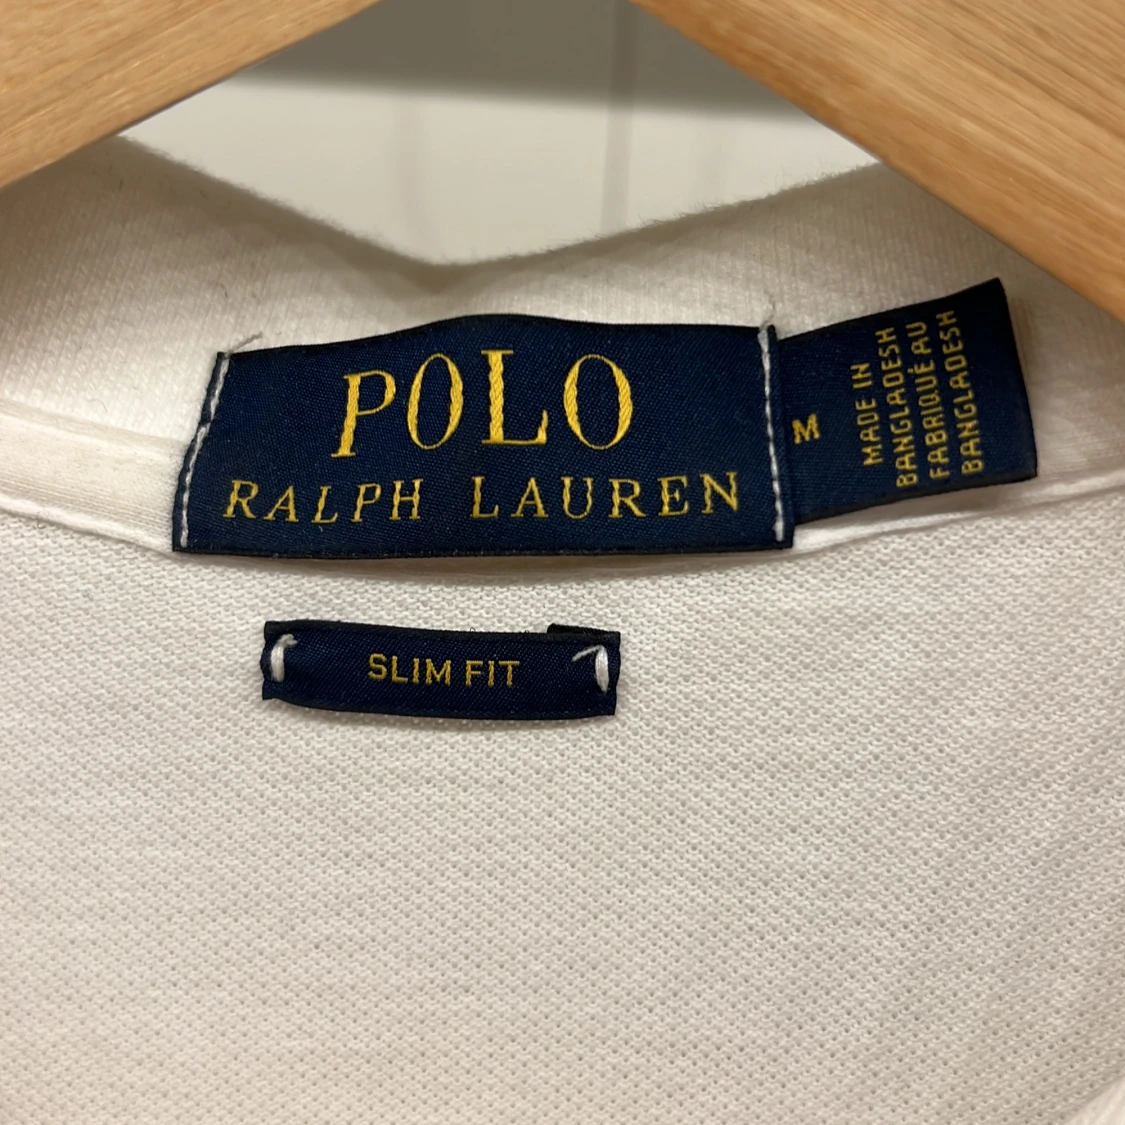 POLO
RALPH LAUREN
M
MADE IN
BANGLADESH
FABRIQUÉ AU
BANGLADESH
SLIM FIT